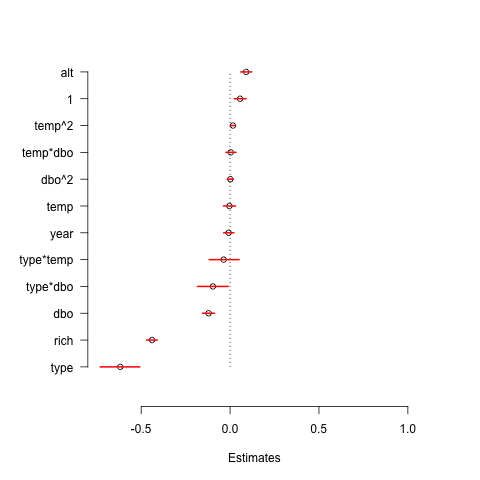 alt
1
temp^2
temp*dbo
dbo^2
temp
year
type*temp
type*dbo
dbo
rich
type
-0.5 0.0 0.5 1.0
Estimates